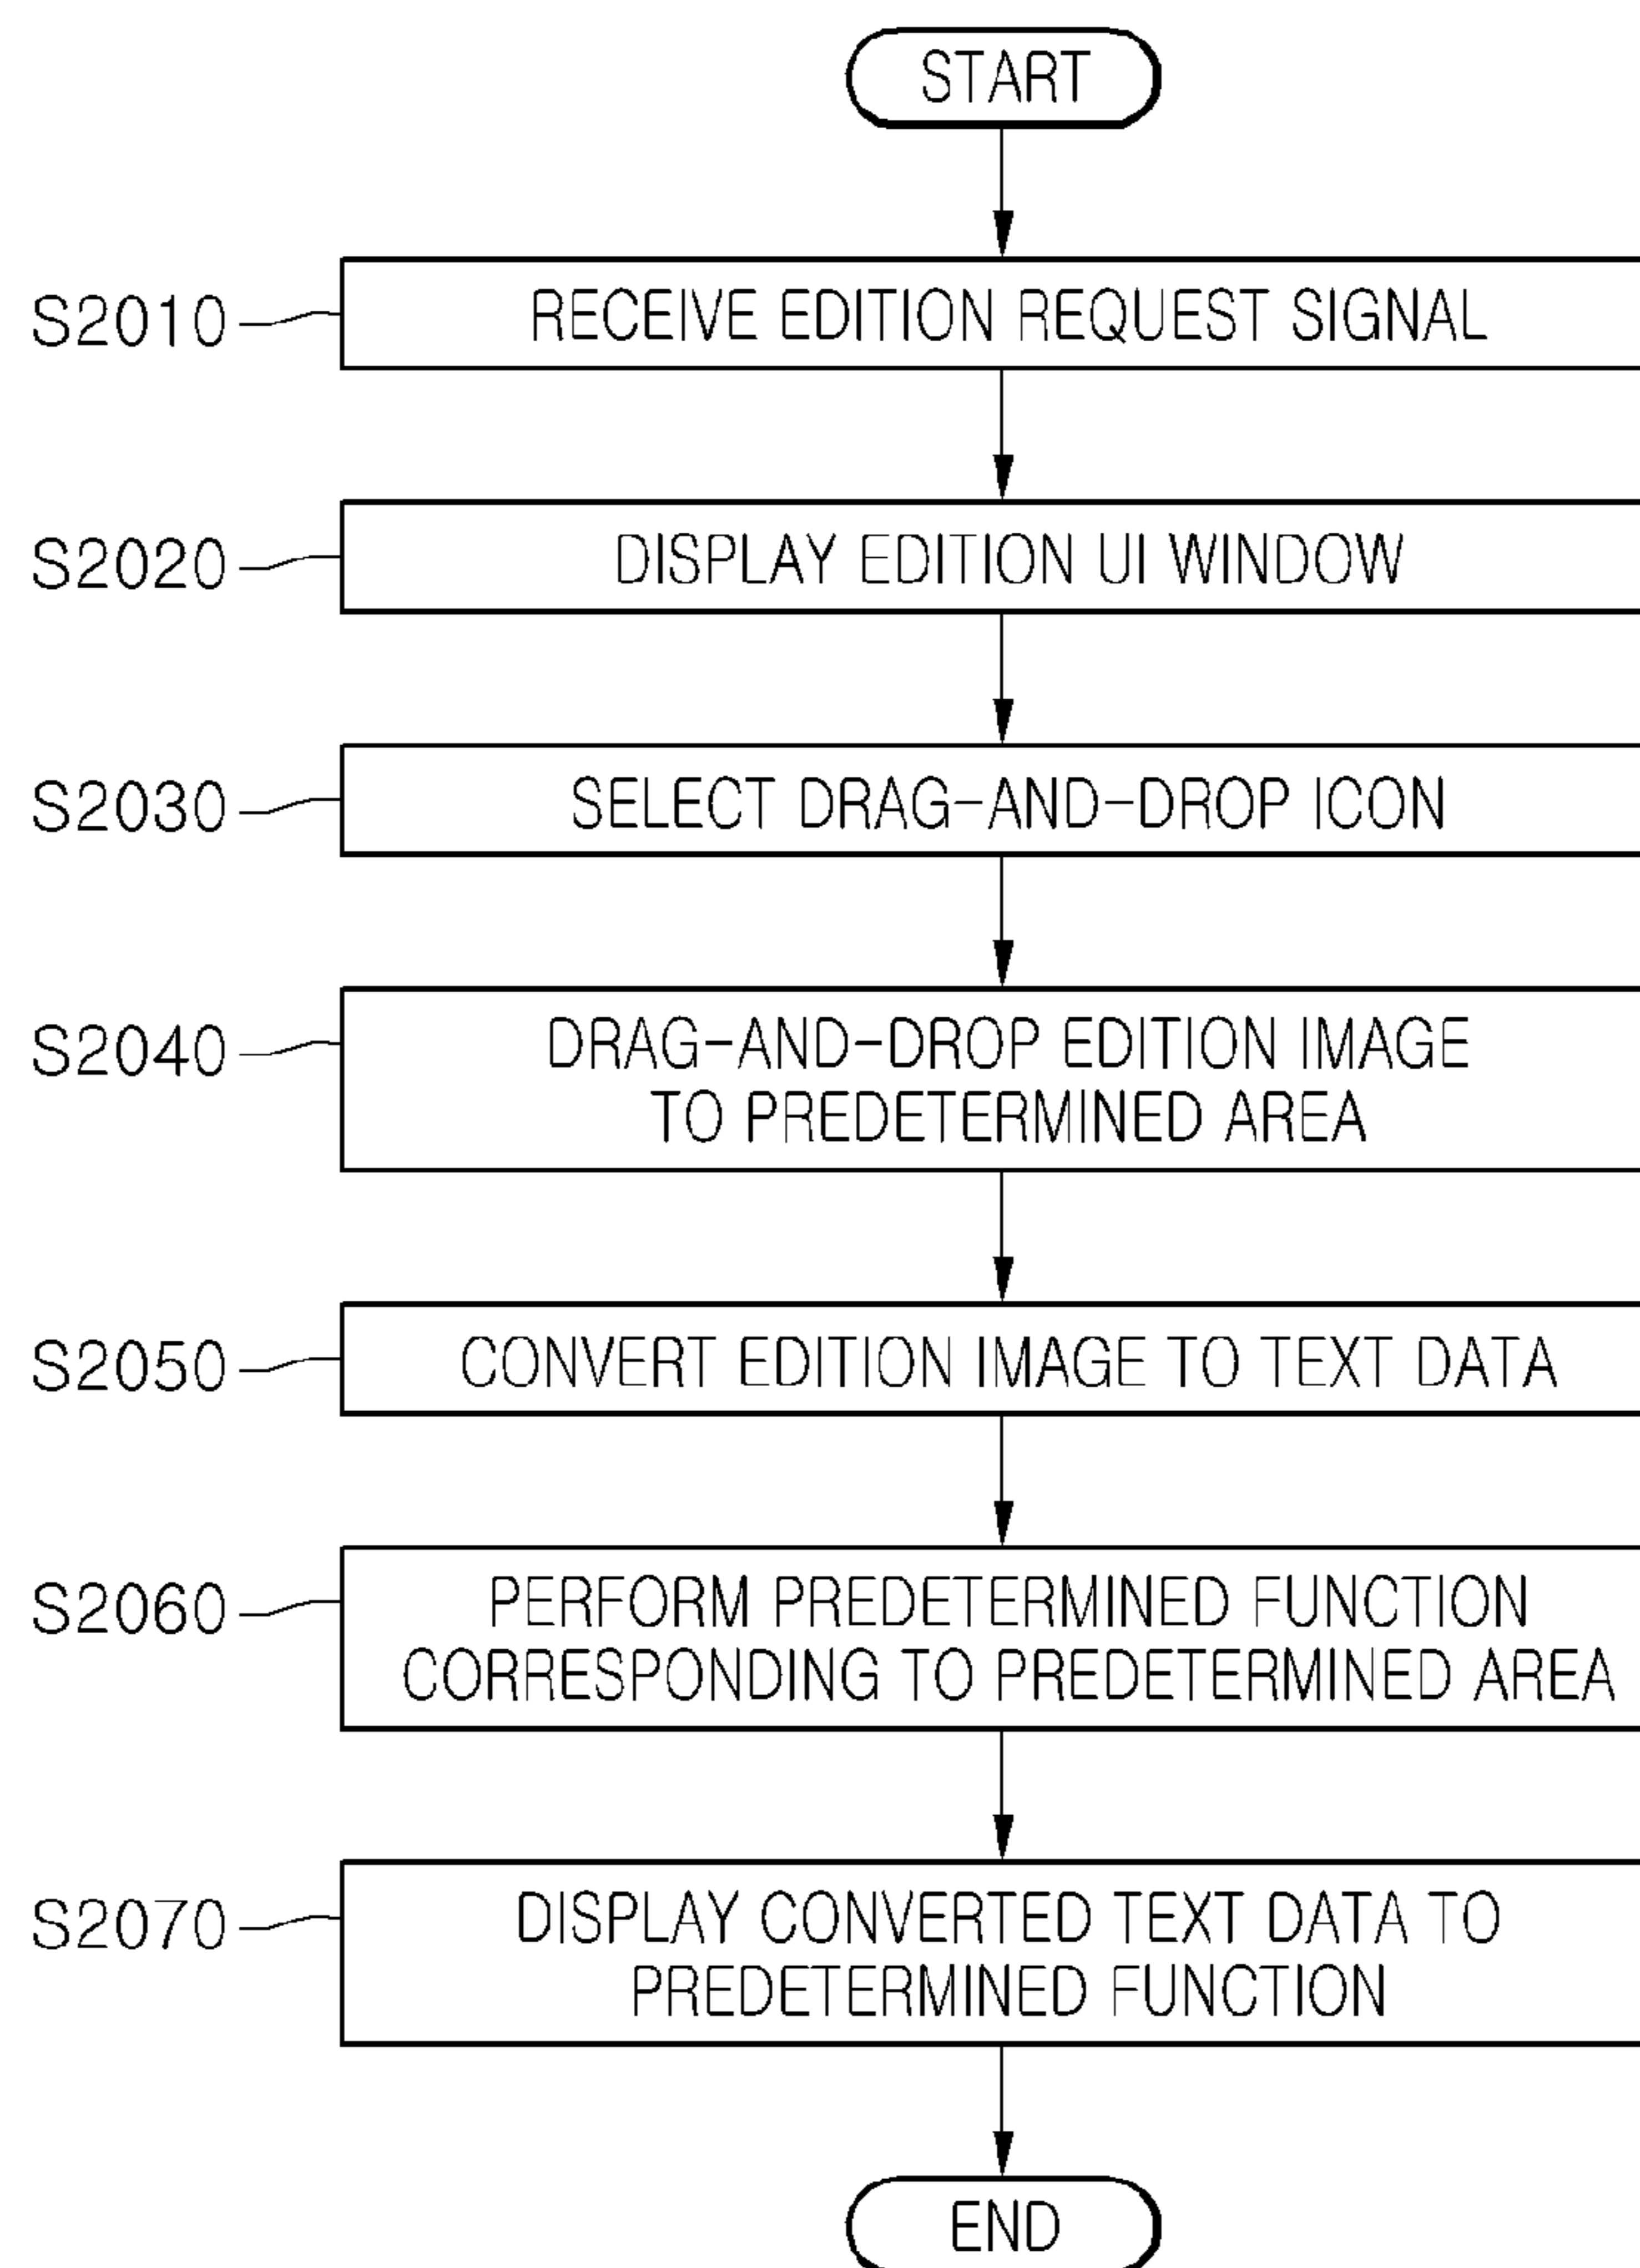 START
S2010
RECEIVE EDITION REQUEST SIGNAL
S2020
DISPLAY EDITION UI WINDOW
S2030
SELECT DRAG-AND-DROP ICON
S2040
DRAG-AND-DROP EDITION IMAGE
TO PREDETERMINED AREA
S2050
CONVERT EDITION IMAGE TO TEXT DATA
S2060
PERFORM PREDETERMINED FUNCTION
CORRESPONDING TO PREDETERMINED AREA
S2070
DISPLAY CONVERTED TEXT DATA TO
PREDETERMINED FUNCTION
END